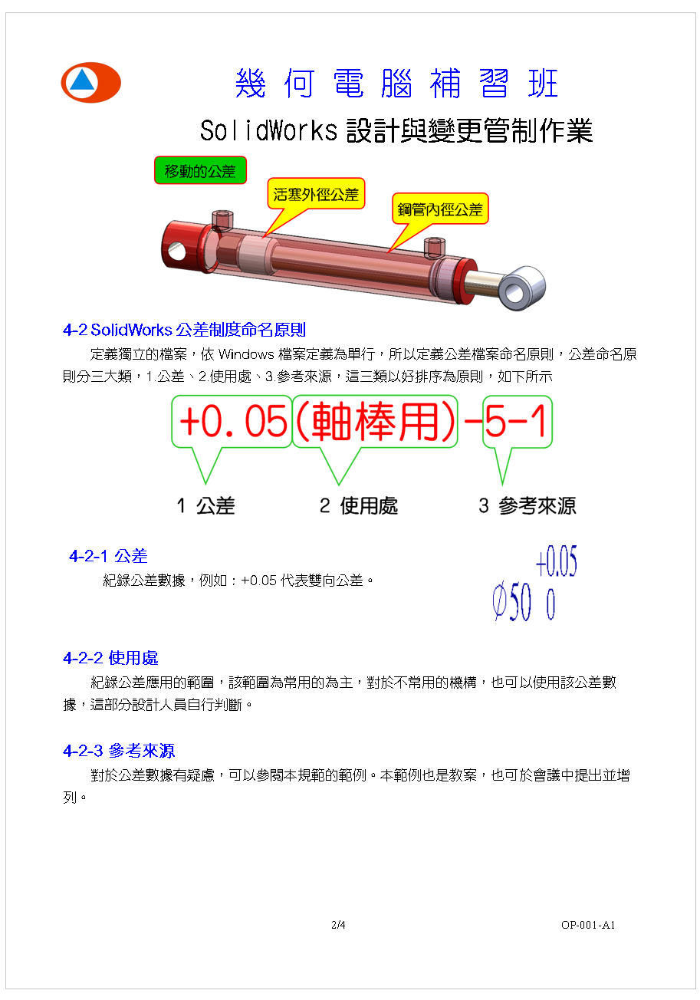 幾何電腦補習班
SolidWorks 設計與變更管制作業
移動的公差
活塞外徑公差
鋼管內徑公差
4-2 SolidWorks 公差制度命名原則
定義獨立的檔案，依 Windows 檔案定義為單行，所以定義公差檔案命名原則，公差命名原
則分三大類，1.公差、2.使用處、3.參考來源，這三類以好排序為原則，如下所示
+0.05(軸棒用)-5-1
1 公差 2 使用處 3 參考來源
4-2-1 公差
紀錄公差數據，例如：+0.05 代表雙向公差。
+0.05
∅50 0
4-2-2 使用處
紀錄公差應用的範圍，該範圍為常用的為主，對於不常用的機構，也可以使用該公差數
據，這部分設計人員自行判斷。
4-2-3 參考來源
對於公差數據有疑慮，可以參閱本規範的範例。本範例也是教案，也可於會議中提出並增
列。
2/4 OP-001-A1